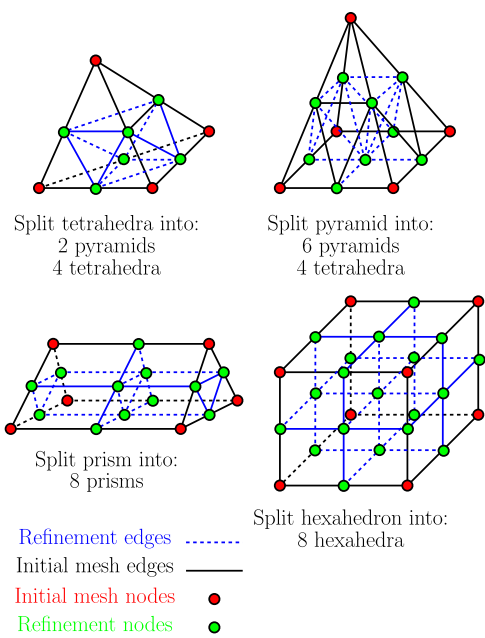 Split tetrahedra into:
2 pyramids
4 tetrahedra
Split pyramid into:
6 pyramids
4 tetrahedra
Split prism into:
8 prisms
Split hexahedron into:
8 hexahedra
Refinement edges
Initial mesh edges
Initial mesh nodes
Refinement nodes